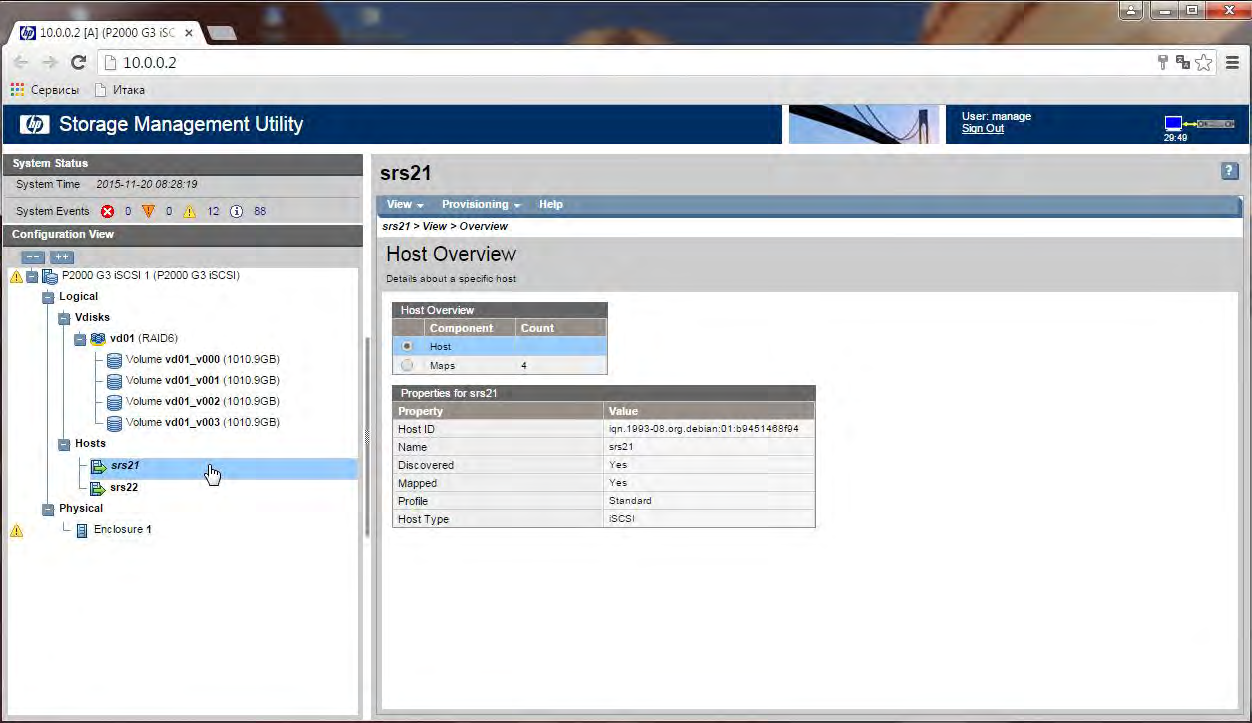 10.0.0.2 [A] (P2000 G3 iSC
10.0.0.2
Сервисы Итака
hp Storage Management Utility
User: manage
Sign Out
29:49
System Status
System Time 2015-11-20 08:28:19
System Events 0 0 12 88
Configuration View
-- ++
P2000 G3 iSCSI 1 (P2000 G3 iSCSI)
Logical
Vdisks
vd01 (RAID6)
Volume vd01_v000 (1010.9GB)
Volume vd01_v001 (1010.9GB)
Volume vd01_v002 (1010.9GB)
Volume vd01_v003 (1010.9GB)
Hosts
srs21
srs22
Physical
Enclosure 1
srs21
?
View Provisioning Help
srs21 > View > Overview
Host Overview
Details about a specific host
Host Overview
Component Count
Host
Maps 4
Properties for srs21
Property Value
Host ID iqn.1993-08.org.debian:01:b9451468f94
Name srs21
Discovered Yes
Mapped Yes
Profile Standard
Host Type iSCSI